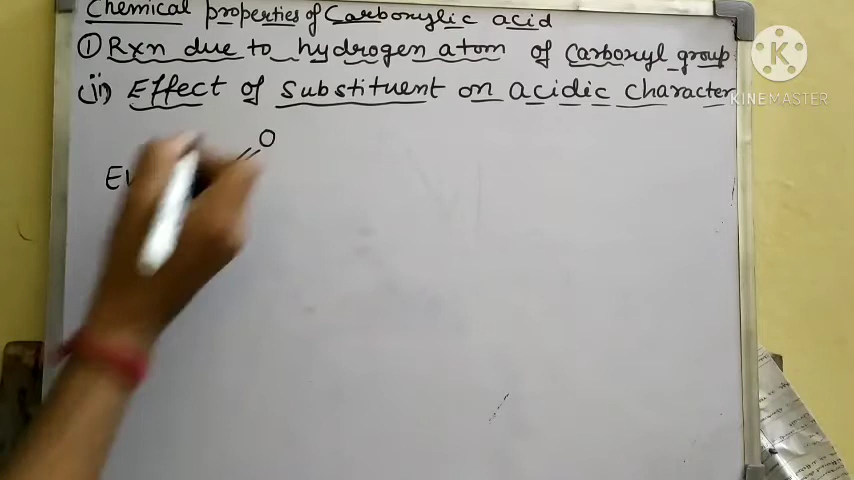 Chemical properties of Carboxylic acid
① Rxn due to hydrogen atom of carboxyl group
(ii) Effect of substituent on acidic character
O
KINEMASTER